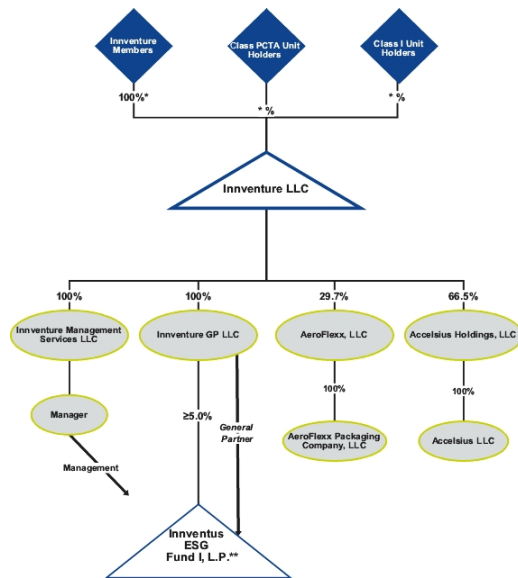 Innventure
Members
Class PCTA Unit
Holders
Class I Unit
Holders
100%*
* %
* %
Innventure LLC
100%
100%
29.7%
66.5%
Innventure Management
Services LLC
Innventure GP LLC
AeroFlexx, LLC
Accelsius Holdings, LLC
Manager
≥5.0%
General
Partner
100%
100%
AeroFlexx Packaging
Company, LLC
Accelsius LLC
Management
Innventus
ESG
Fund I, L.P.**